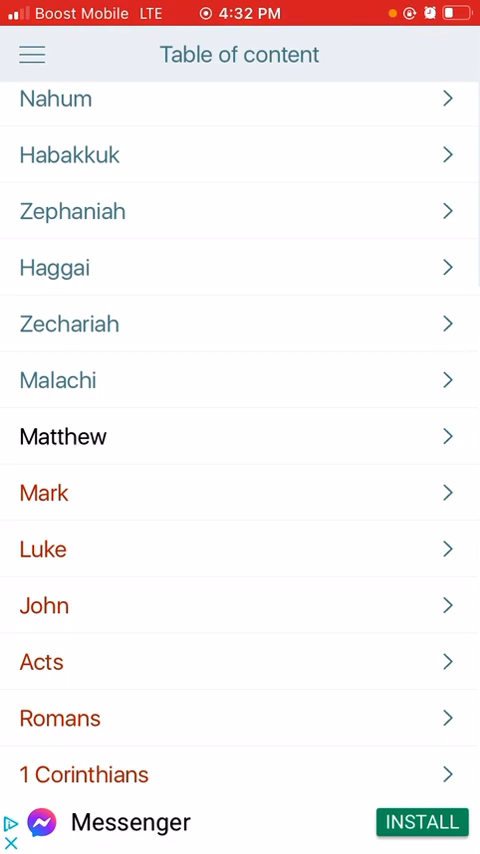 Boost Mobile LTE 4:32 PM
Table of content
Nahum
Habakkuk
Zephaniah
Haggai
Zechariah
Malachi
Matthew
Mark
Luke
John
Acts
Romans
1 Corinthians
Messenger INSTALL